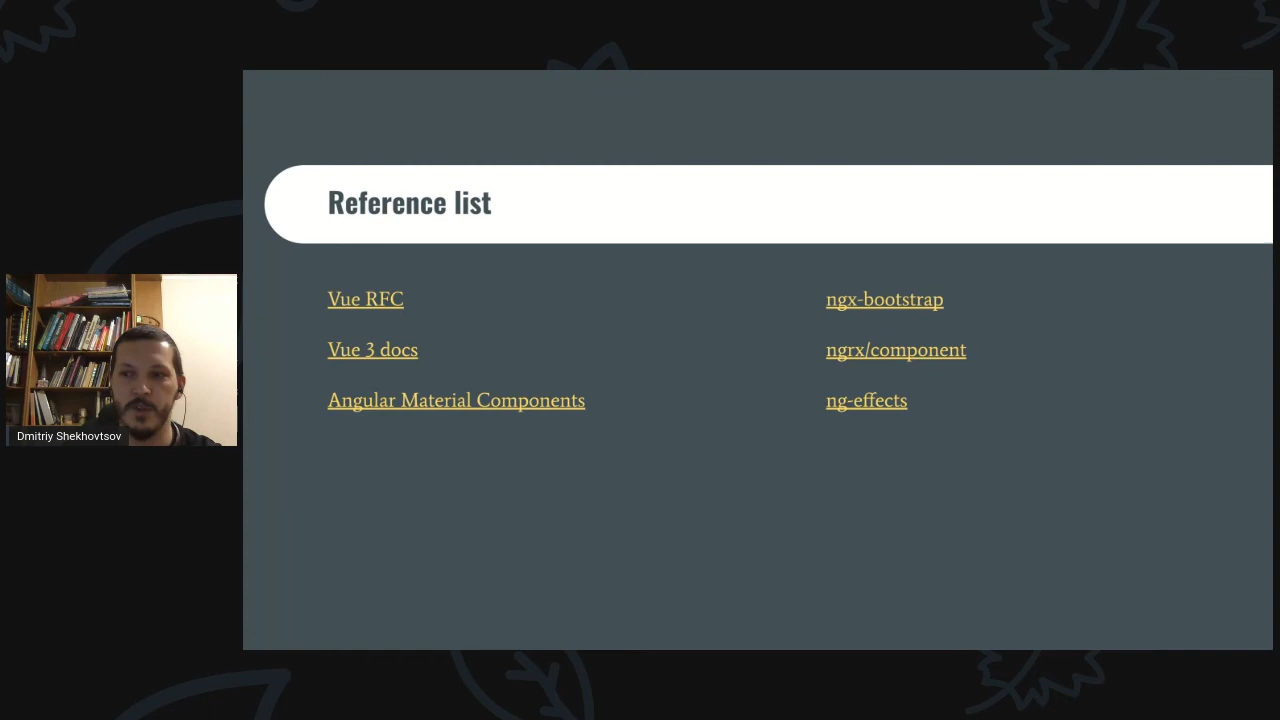 Reference list
Vue RFC
Vue 3 docs
Angular Material Components
ngx-bootstrap
ngrx/component
ng-effects
Dmitriy Shekhovtsov